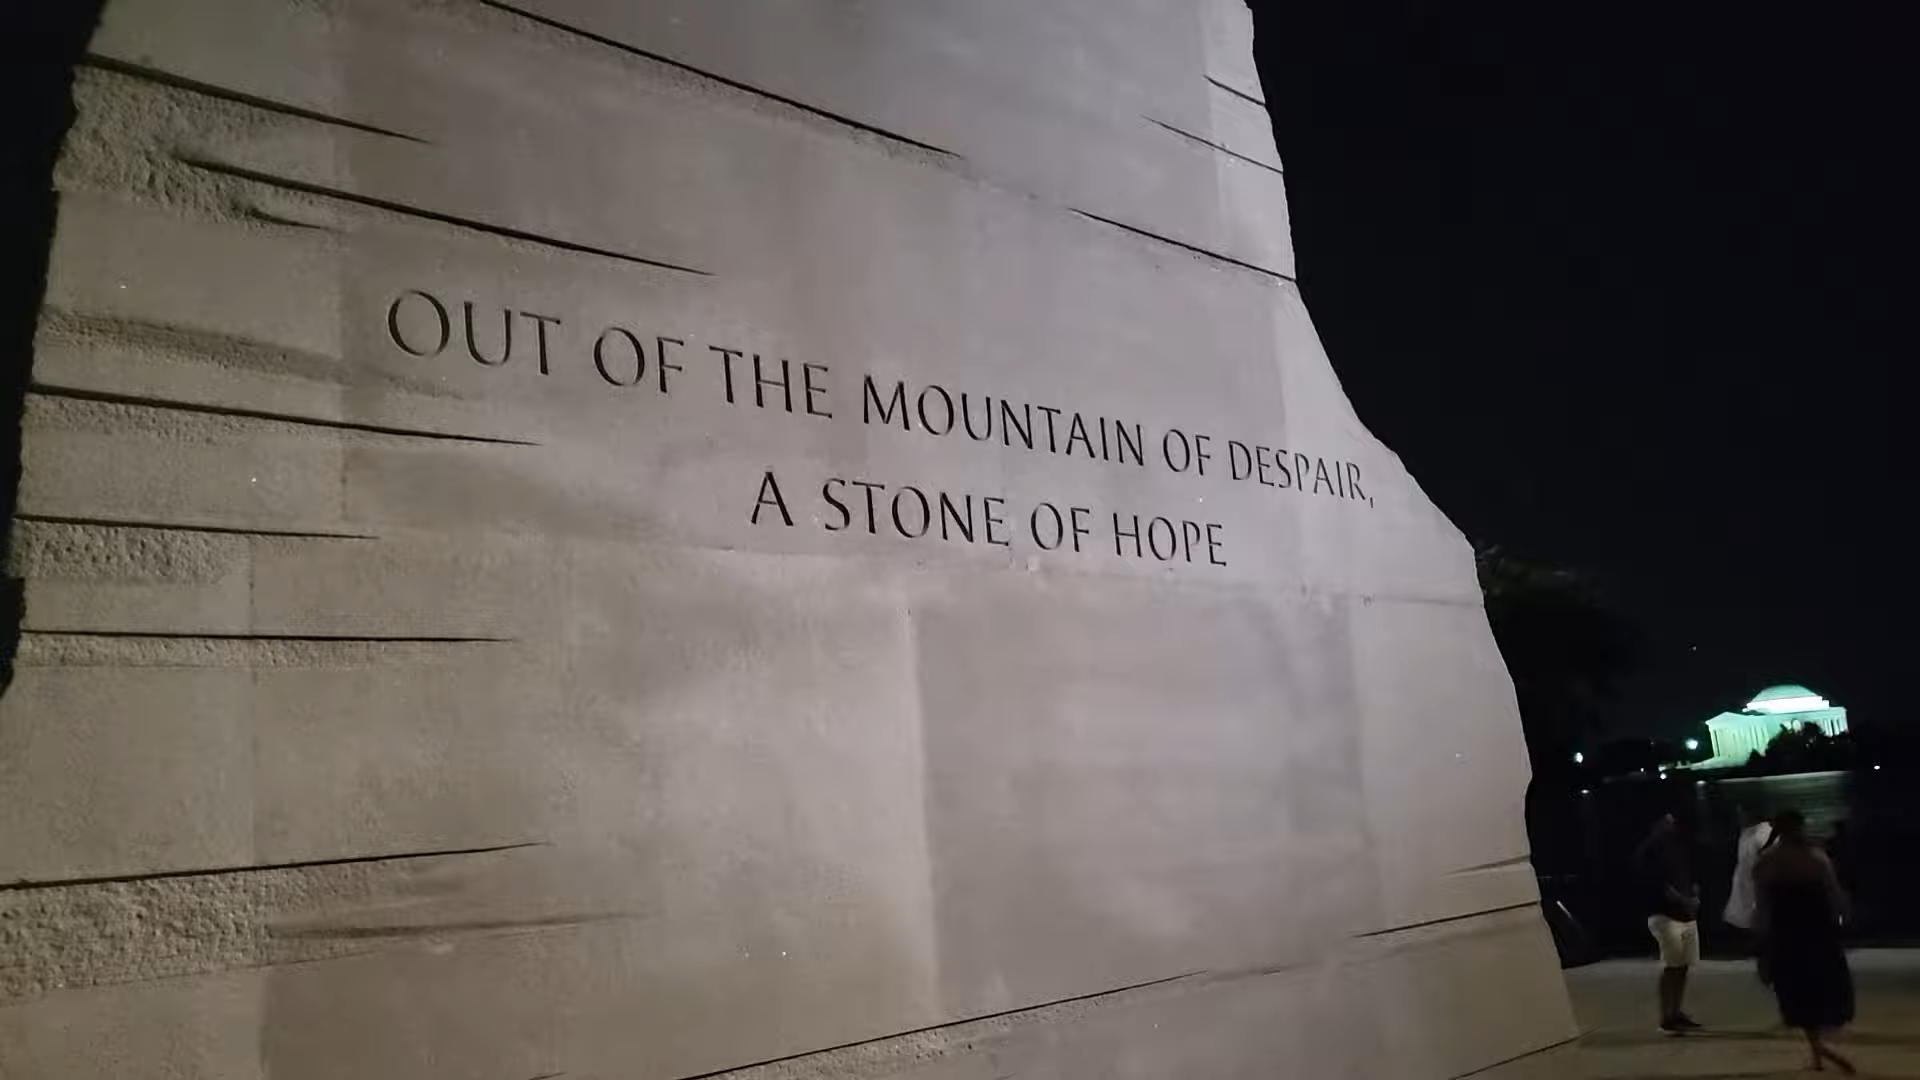 OUT OF THE MOUNTAIN OF DESPAIR,
A STONE OF HOPE